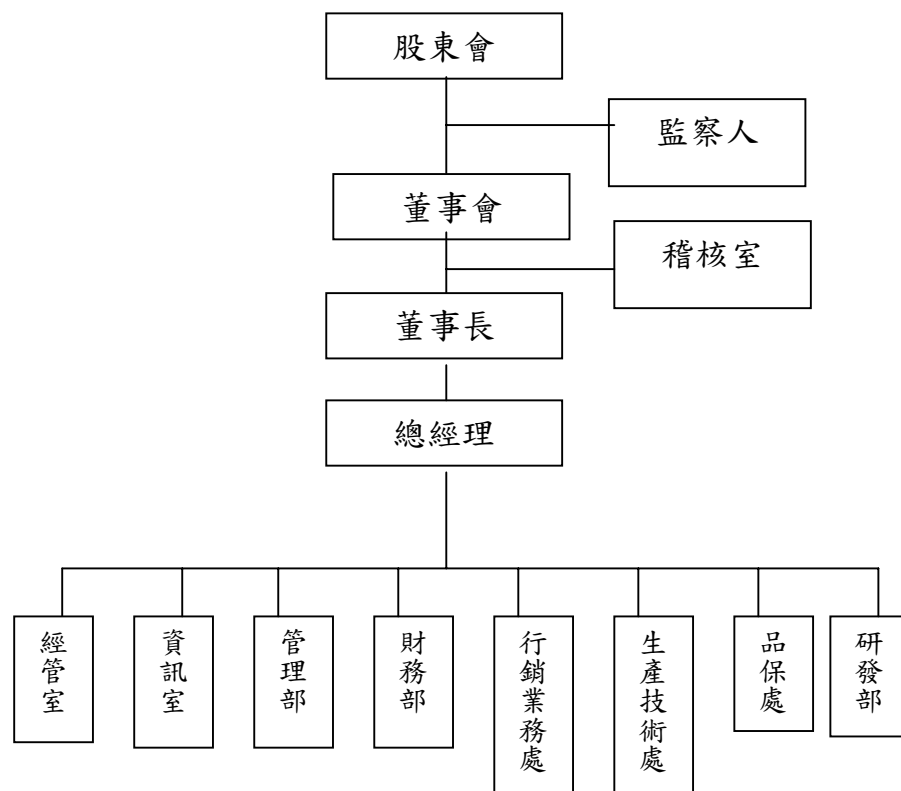 股東會
監察人
董事會
稽核室
董事長
總經理
經管室
資訊室
管理部
財務部
行銷業務處
生產技術處
品保處
研發部